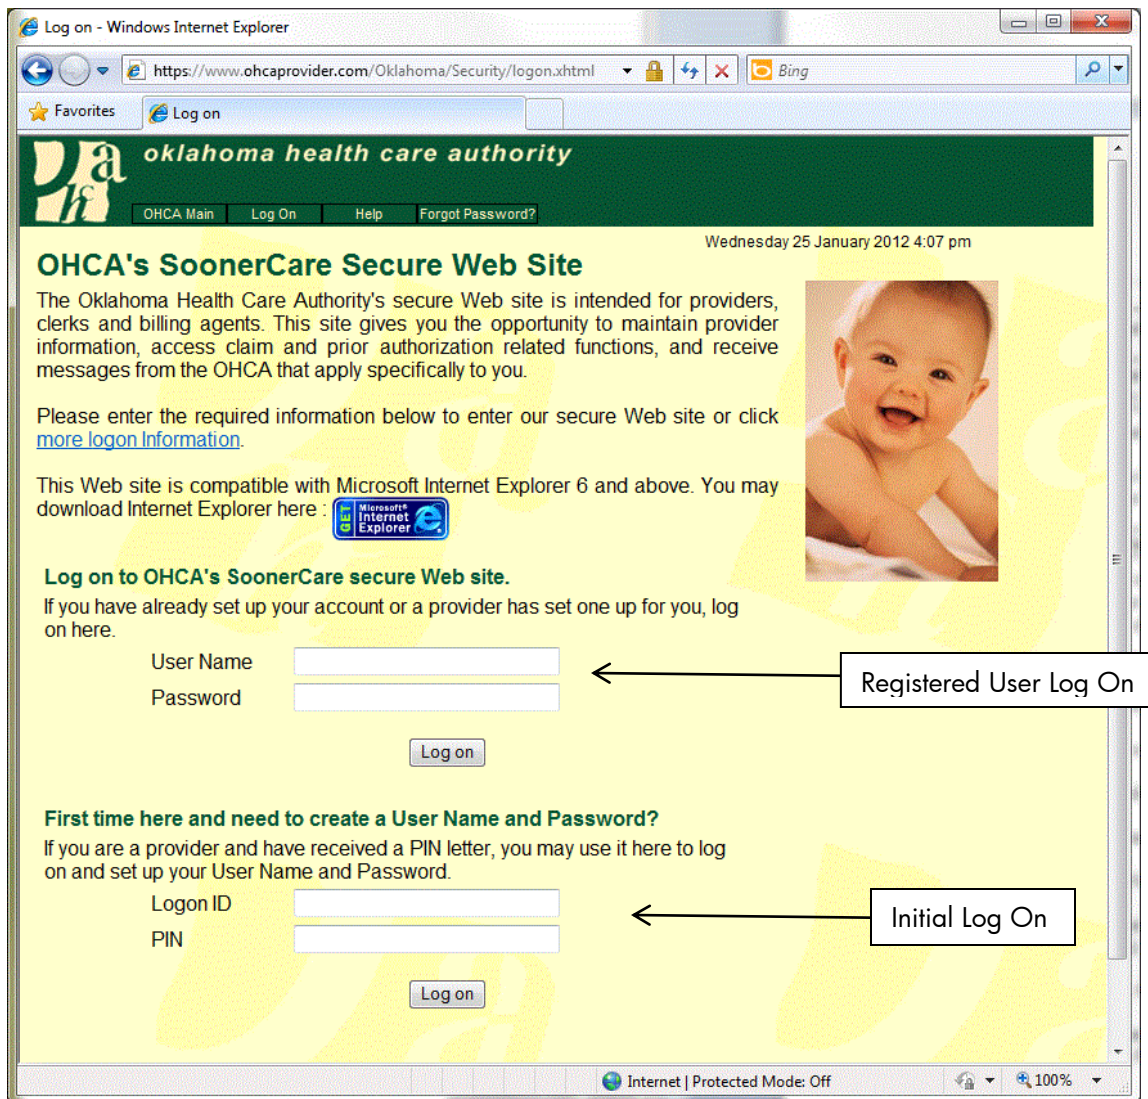 Log on - Windows Internet Explorer
https://www.ohcaprovider.com/Oklahoma/Security/logon.xhtml
Bing
Favorites
Log on
oklahoma health care authority
OHCA Main Log On Help Forgot Password?
Wednesday 25 January 2012 4:07 pm
OHCA's SoonerCare Secure Web Site
The Oklahoma Health Care Authority's secure Web site is intended for providers,
clerks and billing agents. This site gives you the opportunity to maintain provider
information, access claim and prior authorization related functions, and receive
messages from the OHCA that apply specifically to you.
Please enter the required information below to enter our secure Web site or click
more logon Information.
This Web site is compatible with Microsoft Internet Explorer 6 and above. You may
download Internet Explorer here :
GET Microsoft® Internet Explorer
Log on to OHCA's SoonerCare secure Web site.
If you have already set up your account or a provider has set one up for you, log
on here.
User Name
Registered User Log On
Password
Log on
First time here and need to create a User Name and Password?
If you are a provider and have received a PIN letter, you may use it here to log
on and set up your User Name and Password.
Logon ID
Initial Log On
PIN
Log on
Internet | Protected Mode: Off
100%